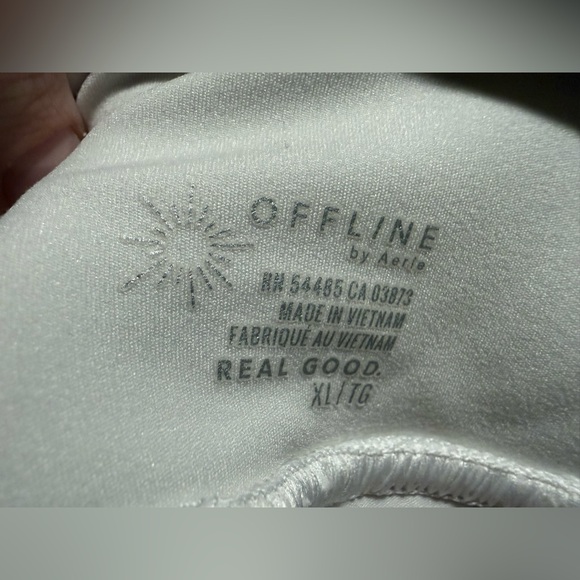 OFFLINE
by Aerie
RN 54485 CA 03873
MADE IN VIETNAM
FABRIQUÉ AU VIETNAM
REAL GOOD.
XL/TG